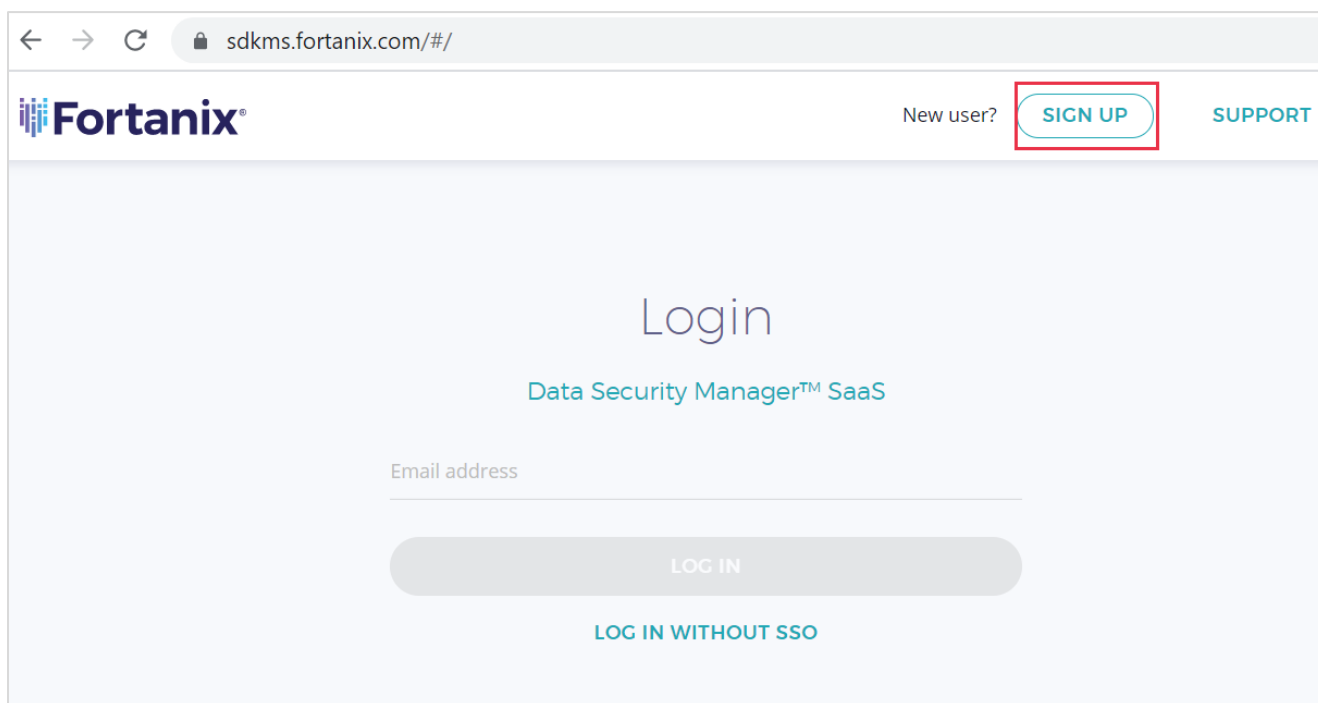 sdkms.fortanix.com/#/
Fortanix®
New user? SIGN UP SUPPORT
Login
Data Security Manager™ SaaS
Email address
LOG IN
LOG IN WITHOUT SSO